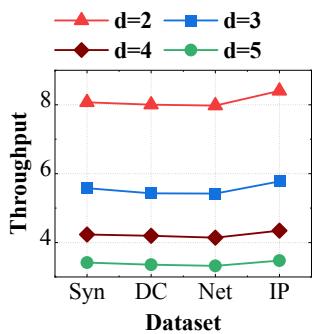 d=2 d=3
d=4 d=5
Throughput
8
6
4
Syn DC Net IP
Dataset